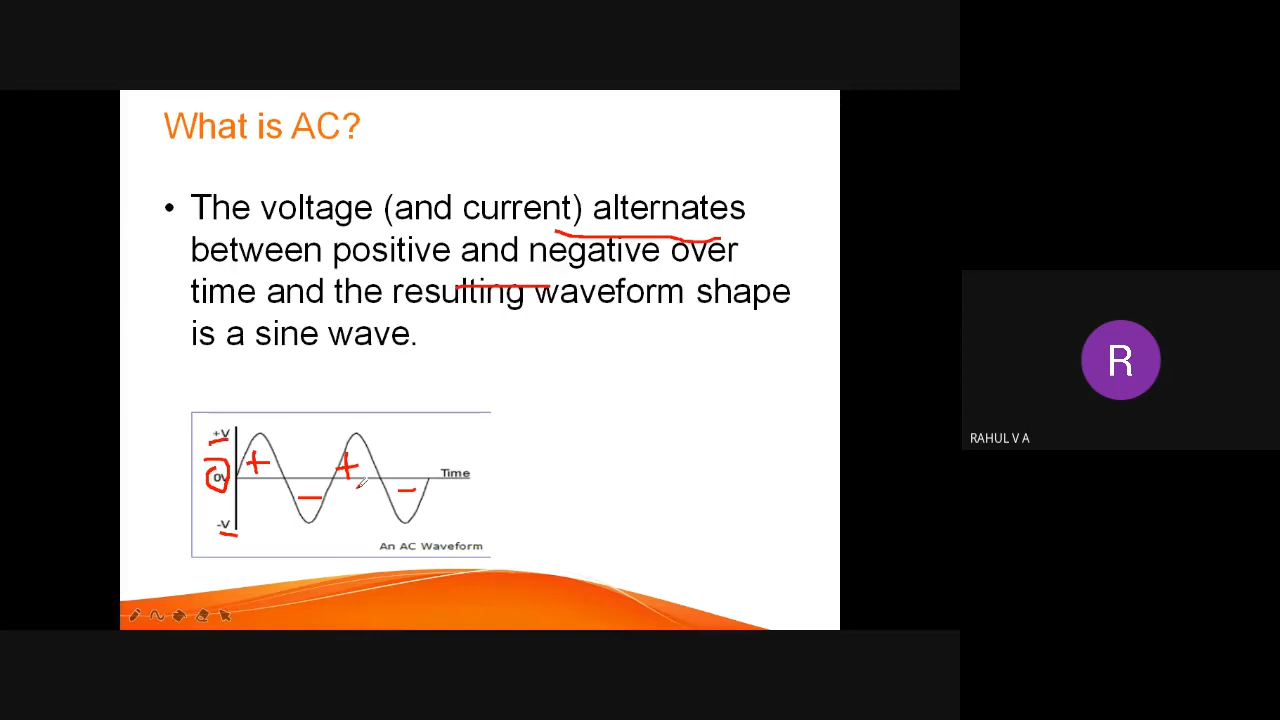 What is AC?
• The voltage (and current) alternates
between positive and negative over
time and the resulting waveform shape
is a sine wave.
+V
+ +
0V
Time
− −
-V
An AC Waveform
R
RAHUL V A